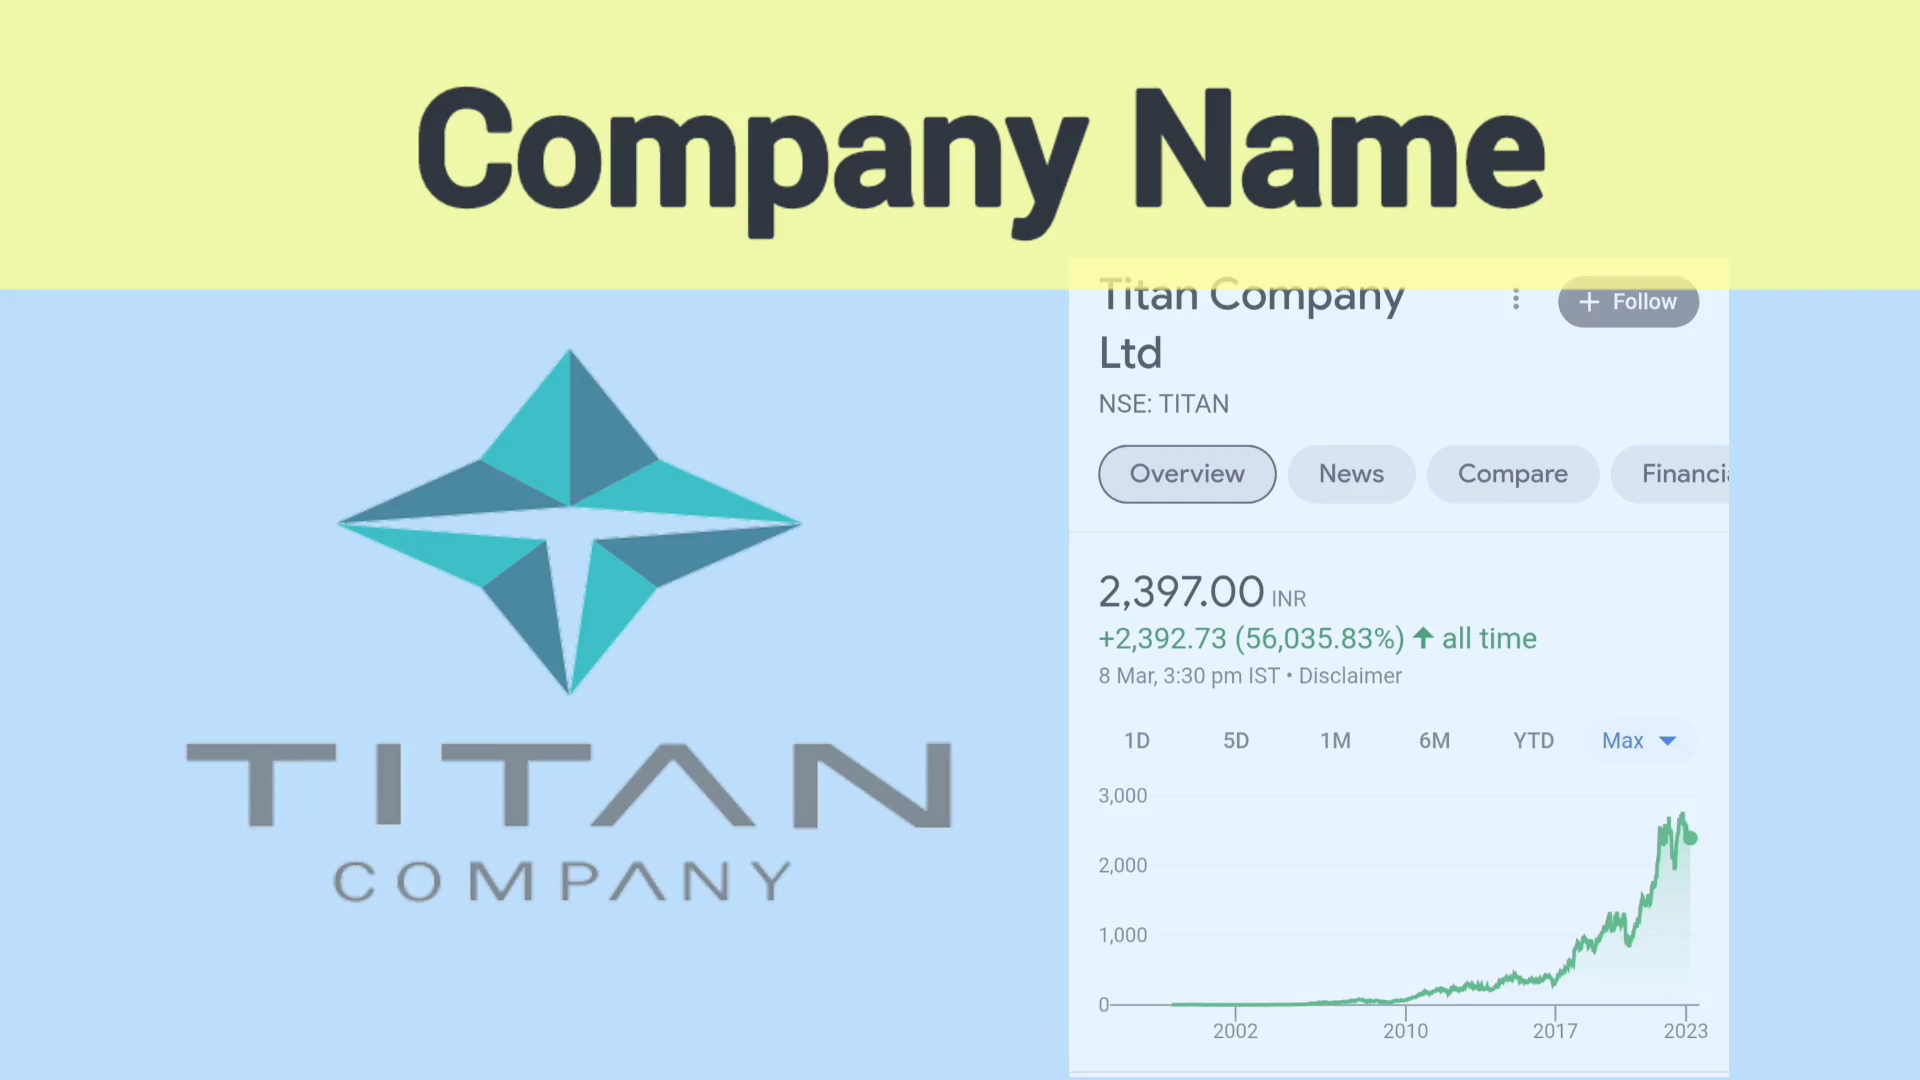 Company Name
TITAN
COMPANY
Titan Company
Ltd
+ Follow
NSE: TITAN
Overview News Compare Financia
2,397.00 INR
+2,392.73 (56,035.83%) ↑ all time
8 Mar, 3:30 pm IST • Disclaimer
1D 5D 1M 6M YTD Max
3,000
2,000
1,000
0
2002 2010 2017 2023